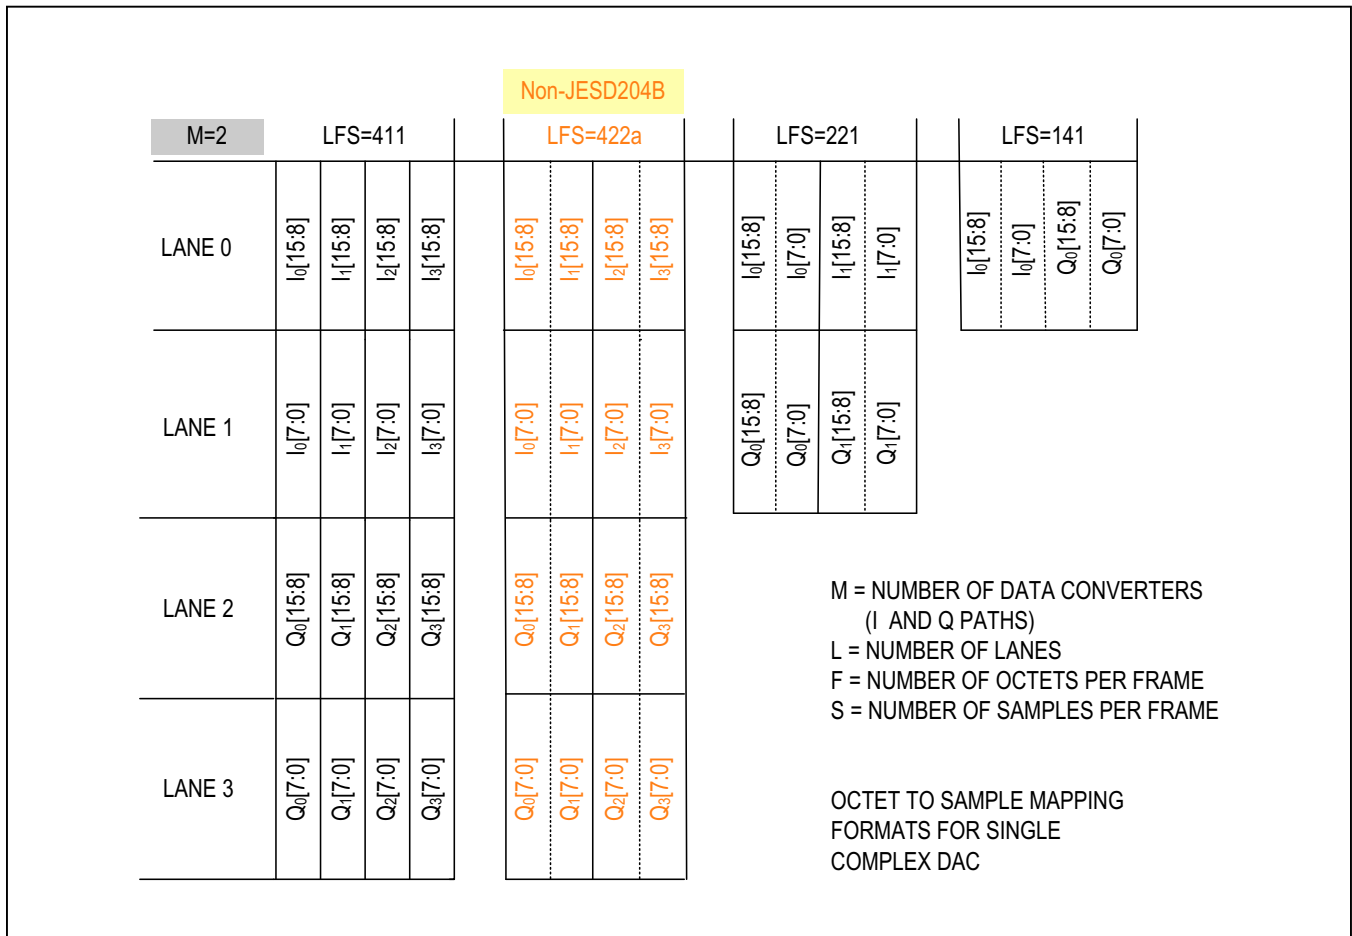 Non-JESD204B
M=2 LFS=411 LFS=422a LFS=221 LFS=141
LANE 0 I0[15:8] I1[15:8] I2[15:8] I3[15:8] I0[15:8] I1[15:8] I2[15:8] I3[15:8] I0[15:8] I0[7:0] I1[15:8] I1[7:0] I0[15:8] I0[7:0] Q0[15:8] Q0[7:0]
LANE 1 I0[7:0] I1[7:0] I2[7:0] I3[7:0] I0[7:0] I1[7:0] I2[7:0] I3[7:0] Q0[15:8] Q0[7:0] Q1[15:8] Q1[7:0]
LANE 2 Q0[15:8] Q1[15:8] Q2[15:8] Q3[15:8] Q0[15:8] Q1[15:8] Q2[15:8] Q3[15:8]
LANE 3 Q0[7:0] Q1[7:0] Q2[7:0] Q3[7:0] Q0[7:0] Q1[7:0] Q2[7:0] Q3[7:0]
M = NUMBER OF DATA CONVERTERS
(I AND Q PATHS)
L = NUMBER OF LANES
F = NUMBER OF OCTETS PER FRAME
S = NUMBER OF SAMPLES PER FRAME
OCTET TO SAMPLE MAPPING
FORMATS FOR SINGLE
COMPLEX DAC